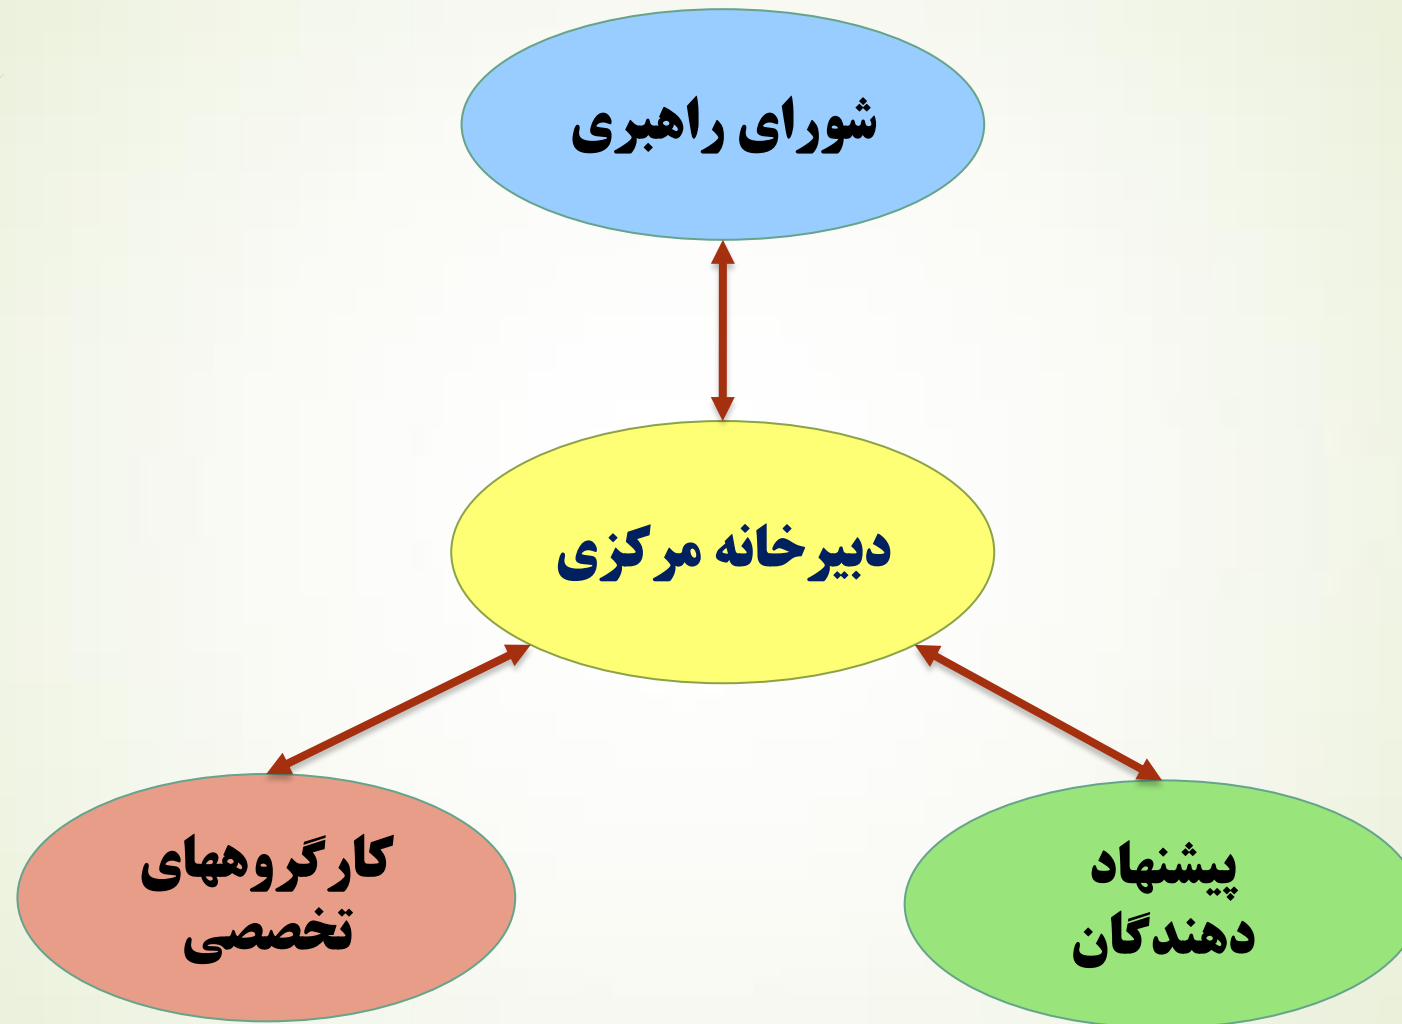 شورای راهبری
دبیرخانه مرکزی
پیشنهاد
دهندگان
کارگروههای
تخصصی